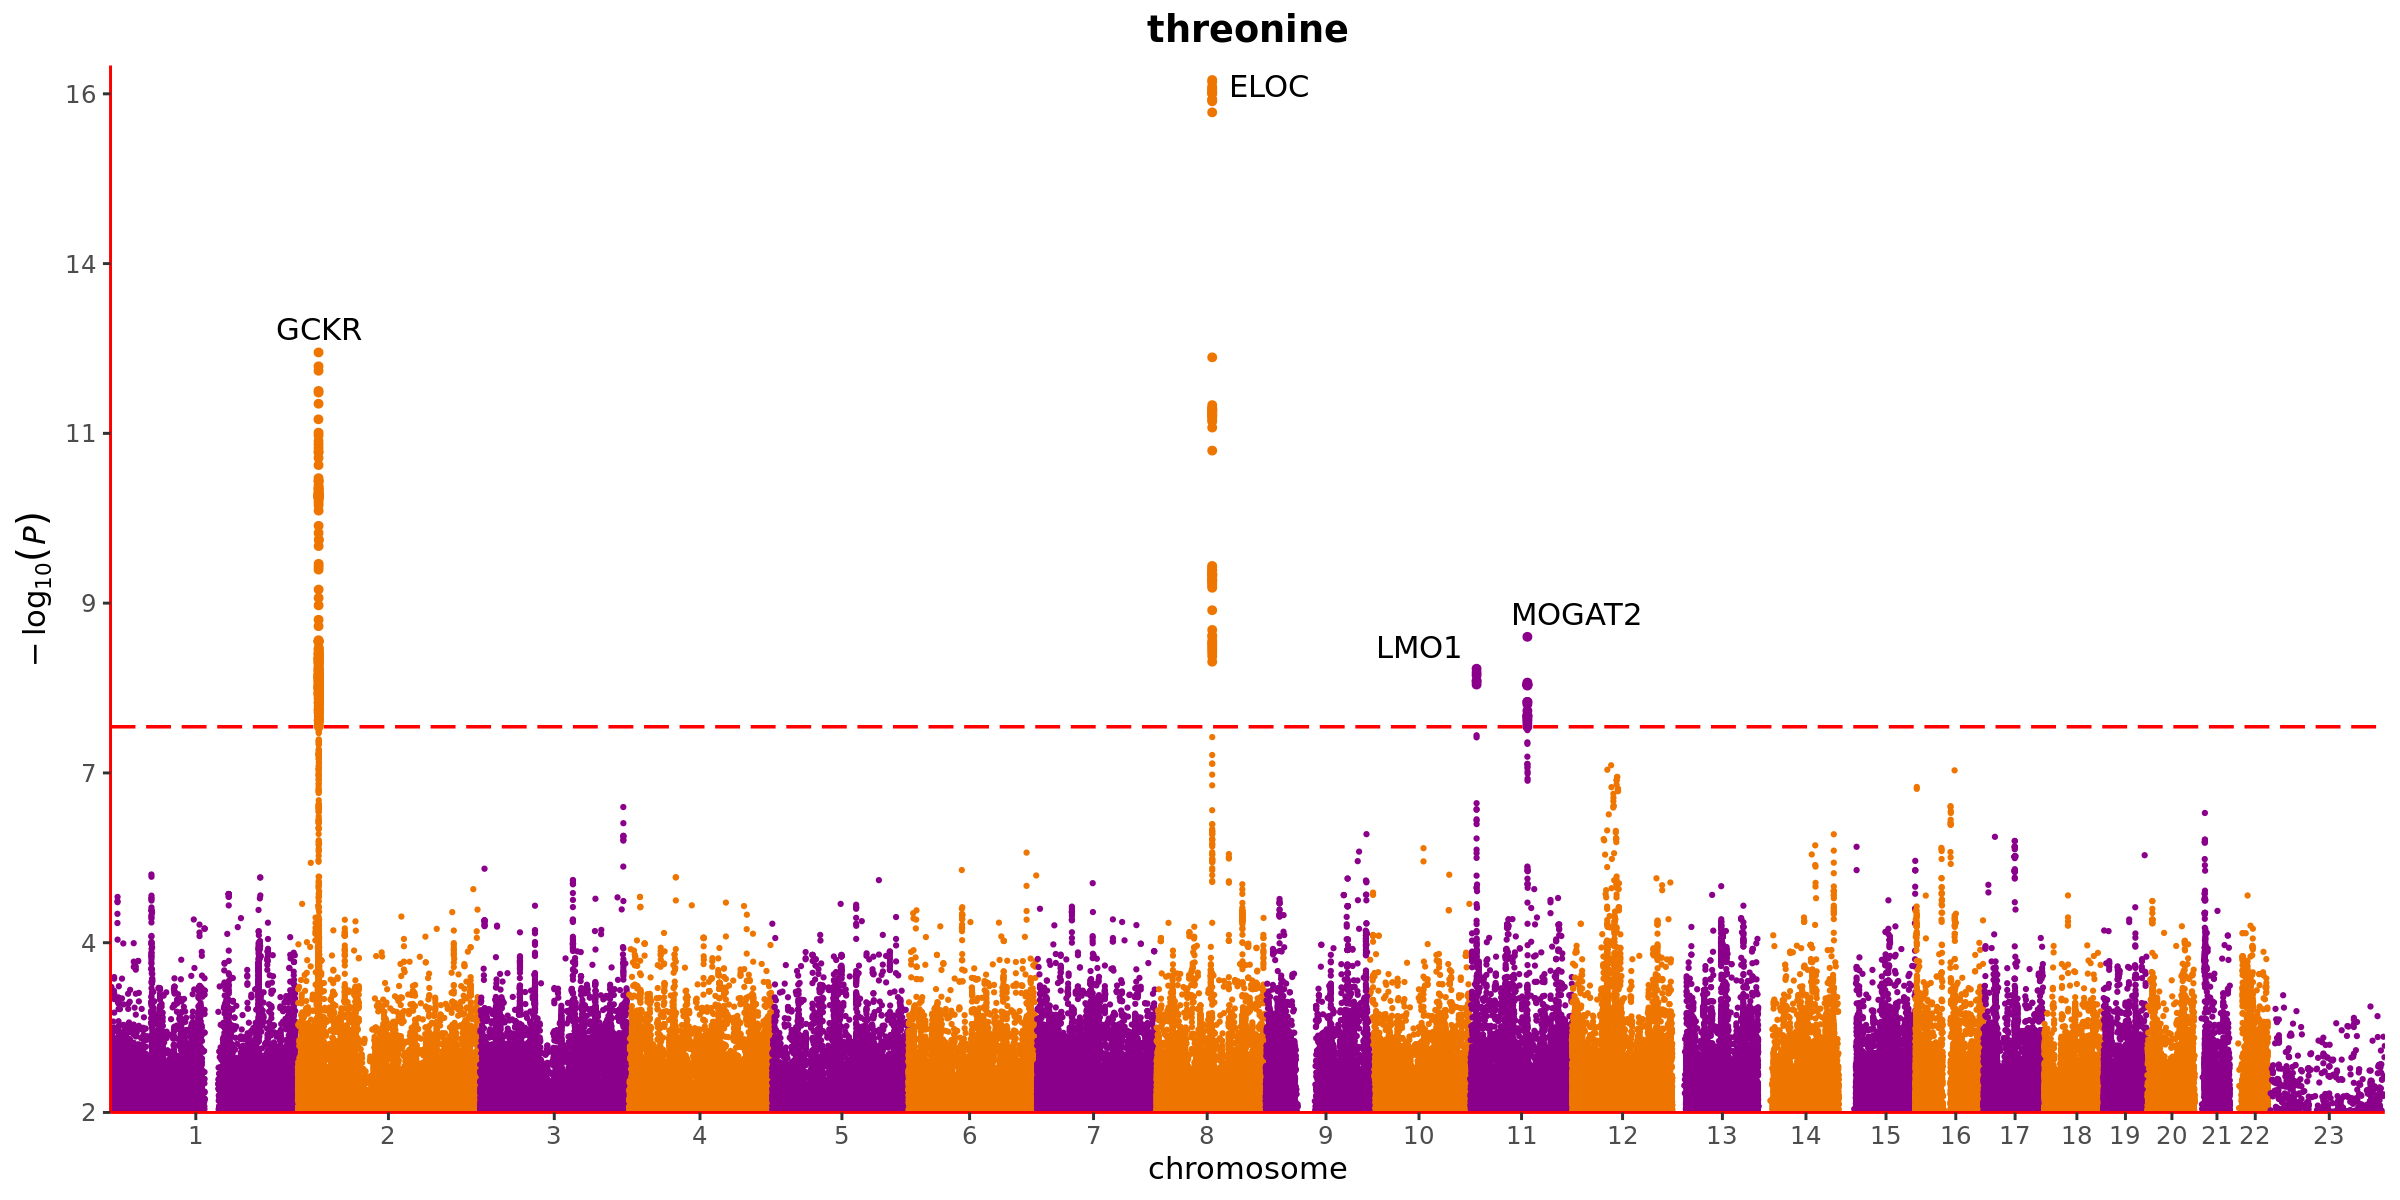 threonine
16
ELOC
14
GCKR
11
9
MOGAT2
LMO1
7
4
2
− log10(P)
1 2 3 4 5 6 7 8 9 10 11 12 13 14 15 16 17 18 19 20 21 22 23
chromosome